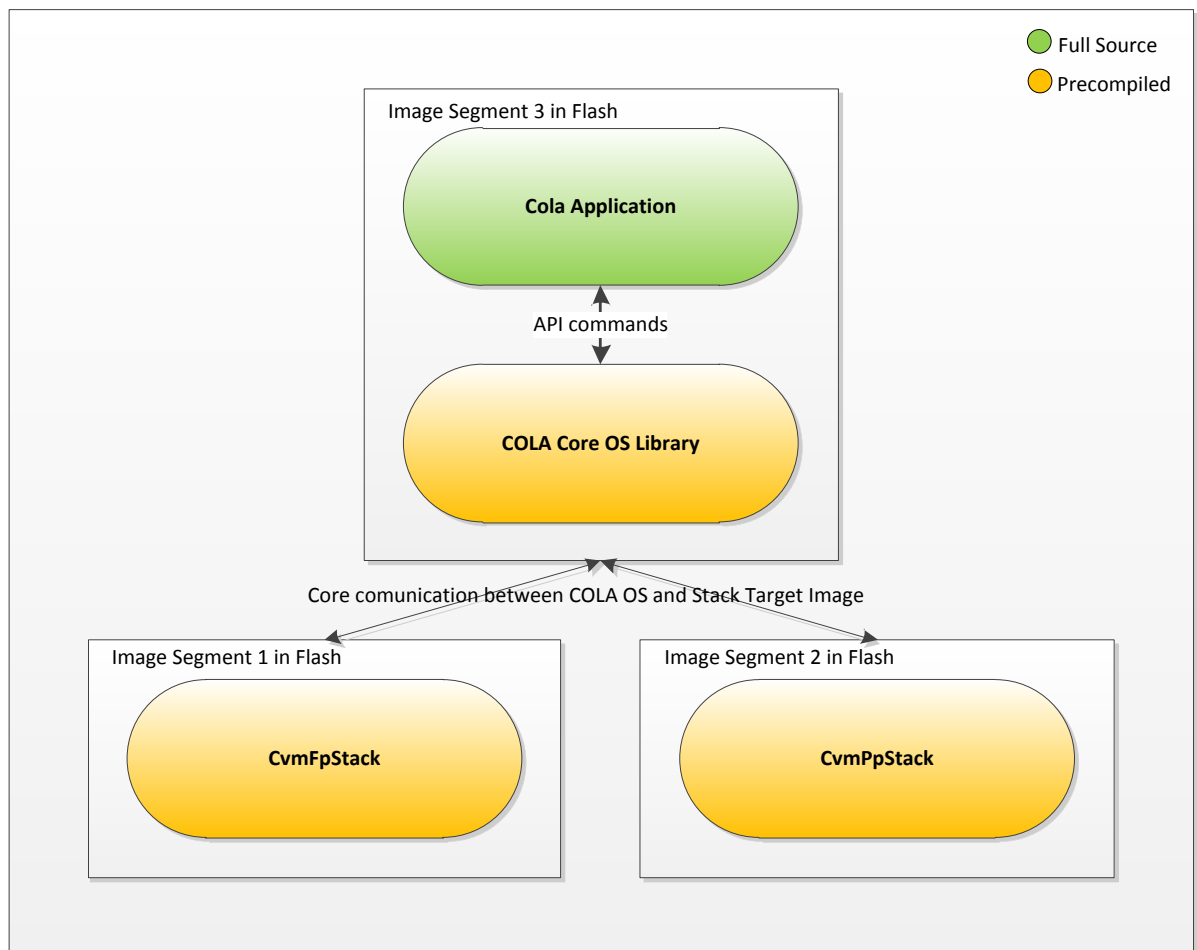 Full Source
Precompiled
Image Segment 3 in Flash
Cola Application
API commands
COLA Core OS Library
Core comunication between COLA OS and Stack Target Image
Image Segment 1 in Flash
CvmFpStack
Image Segment 2 in Flash
CvmPpStack